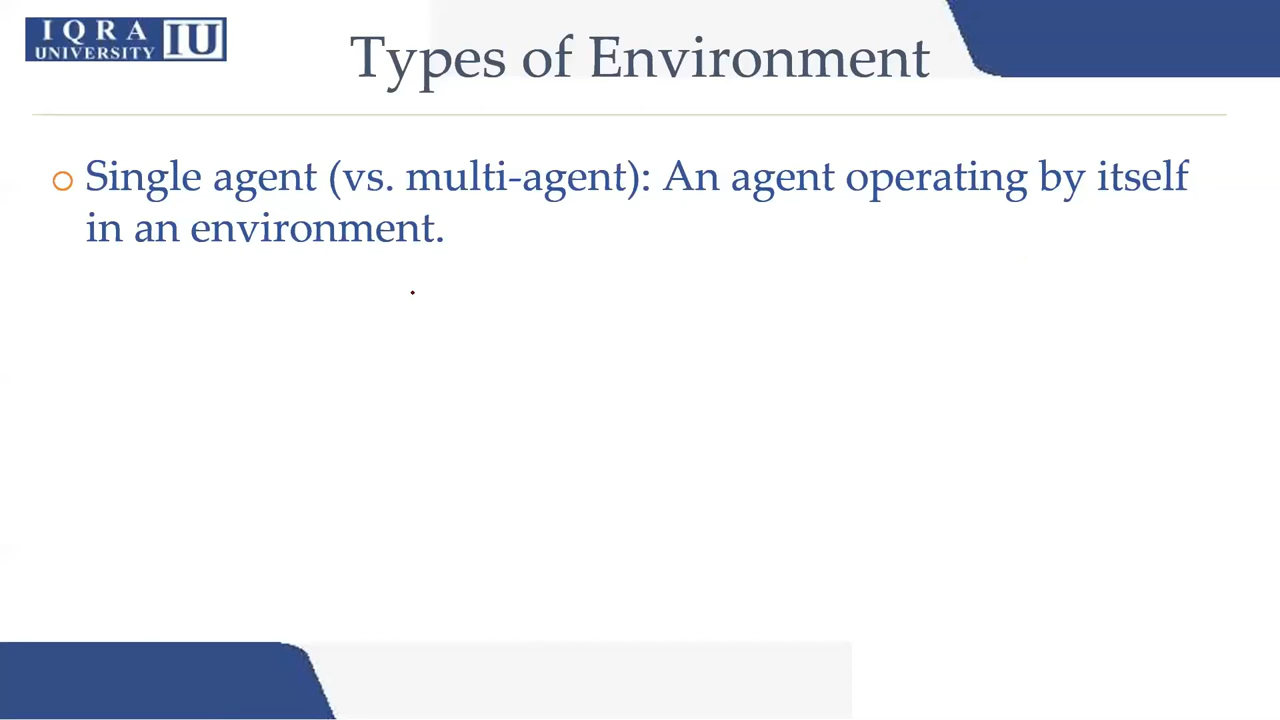 IQRA
UNIVERSITY IU
Types of Environment
Single agent (vs. multi-agent): An agent operating by itself
in an environment.